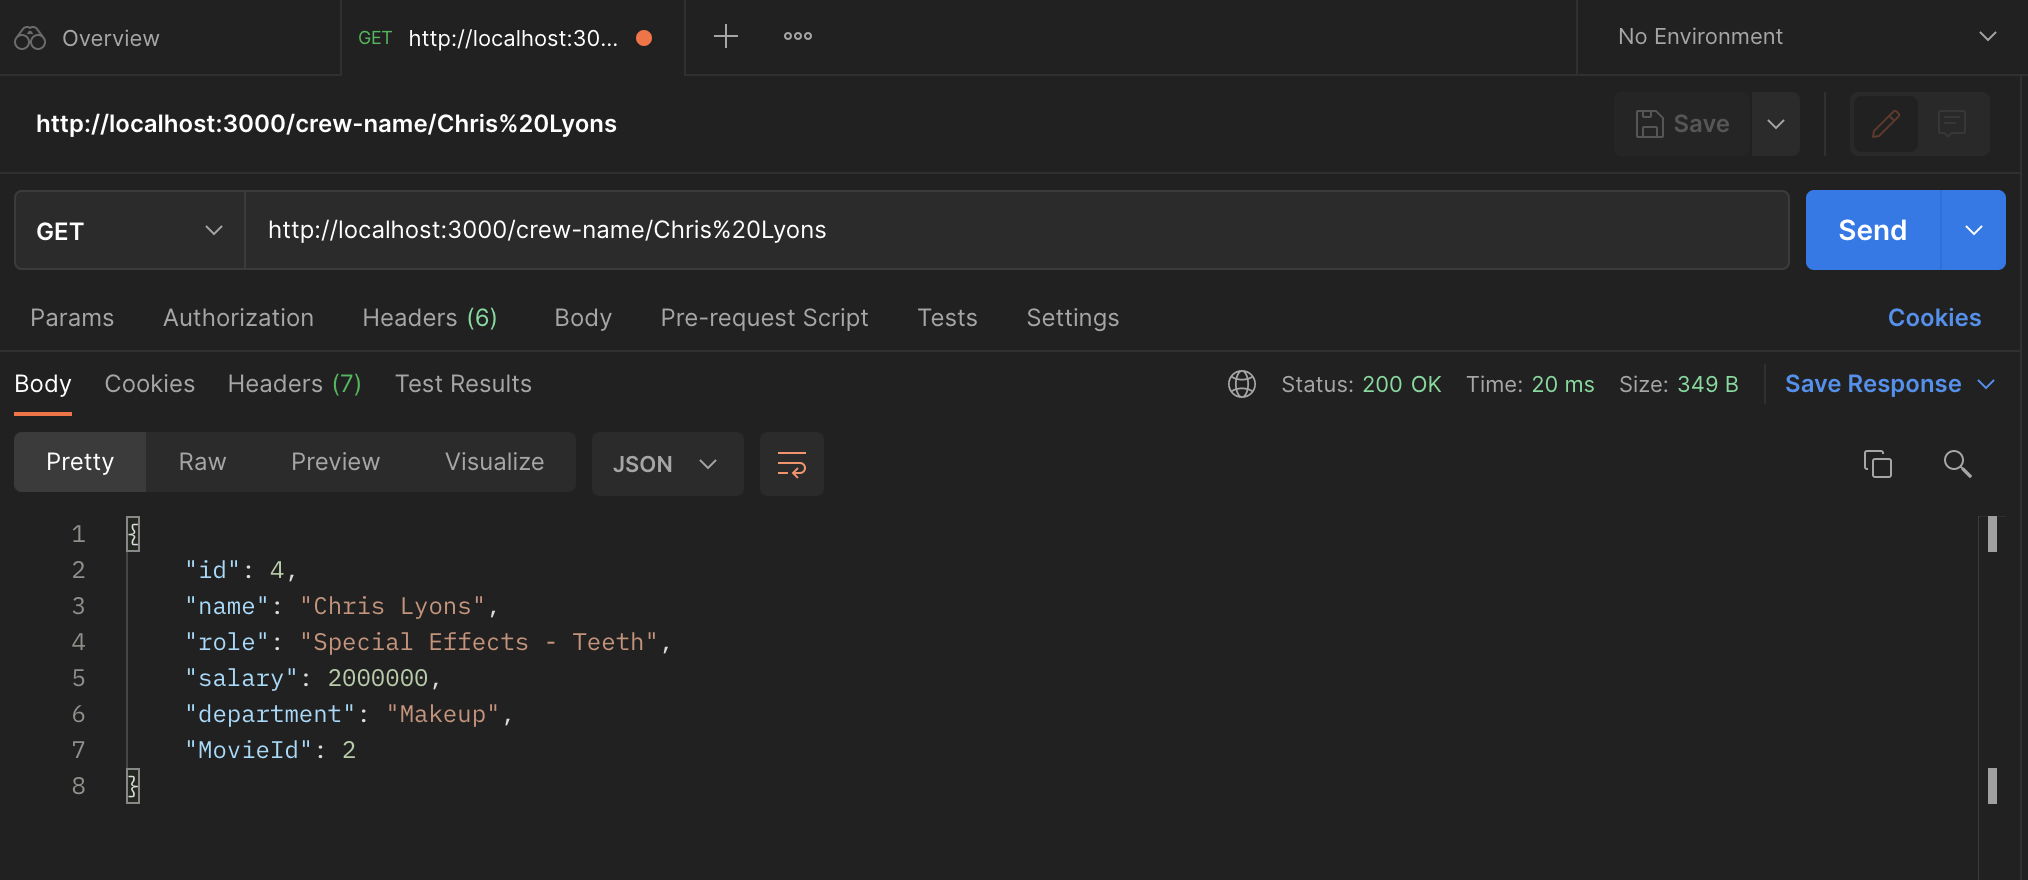 Overview
GET http://localhost:30...
No Environment
http://localhost:3000/crew-name/Chris%20Lyons
Save
GET
http://localhost:3000/crew-name/Chris%20Lyons
Send
Params Authorization Headers (6) Body Pre-request Script Tests Settings Cookies
Body Cookies Headers (7) Test Results Status: 200 OK Time: 20 ms Size: 349 B Save Response
Pretty Raw Preview Visualize JSON
1 {
2 "id": 4,
3 "name": "Chris Lyons",
4 "role": "Special Effects - Teeth",
5 "salary": 2000000,
6 "department": "Makeup",
7 "MovieId": 2
8 }